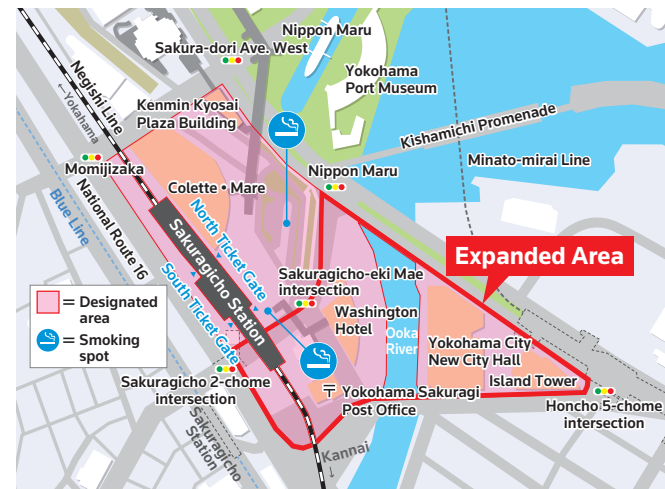 Nippon Maru
Sakura-dori Ave. West
Yokohama
Port Museum
Negishi Line
←Yokahama
Kenmin Kyosai
Plaza Building
Kishamichi Promenade
Minato-mirai Line
Momijizaka
Nippon Maru
Colette • Mare
National Route 16
Blue Line
North Ticket Gate
Sakuragicho Station
South Ticket Gate
Expanded Area
Sakuragicho-eki Mae
intersection
= Designated
area
= Smoking
spot
Washington
Hotel
Ooka
River
Yokohama City
New City Hall
Island Tower
Sakuragicho 2-chome
intersection
〒 Yokohama Sakuragi
Post Office
Honcho 5-chome
intersection
Sakuragicho
Station
Kannai
↓